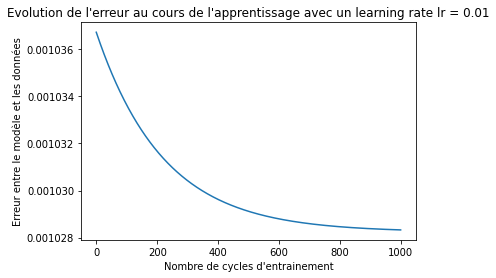 Evolution de l'erreur au cours de l'apprentissage avec un learning rate lr = 0.01
Erreur entre le modèle et les données
0.001036
0.001034
0.001032
0.001030
0.001028
0 200 400 600 800 1000
Nombre de cycles d'entrainement